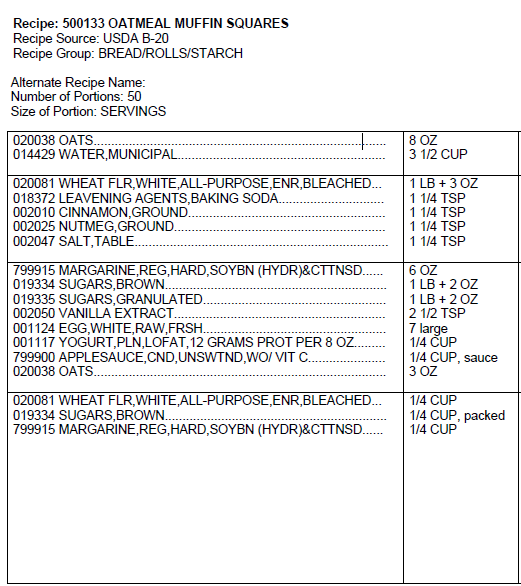 Recipe: 500133 OATMEAL MUFFIN SQUARES
Recipe Source: USDA B-20
Recipe Group: BREAD/ROLLS/STARCH
Alternate Recipe Name:
Number of Portions: 50
Size of Portion: SERVINGS
020038 OATS.................................................................................. 8 OZ
014429 WATER,MUNICIPAL.......................................................... 3 1/2 CUP
020081 WHEAT FLR,WHITE,ALL-PURPOSE,ENR,BLEACHED... 1 LB + 3 OZ
018372 LEAVENING AGENTS,BAKING SODA............................. 1 1/4 TSP
002010 CINNAMON,GROUND....................................................... 1 1/4 TSP
002025 NUTMEG,GROUND........................................................... 1 1/4 TSP
002047 SALT,TABLE...................................................................... 1 1/4 TSP
799915 MARGARINE,REG,HARD,SOYBN (HYDR)&CTTNSD...... 6 OZ
019334 SUGARS,BROWN............................................................. 1 LB + 2 OZ
019335 SUGARS,GRANULATED................................................... 1 LB + 2 OZ
002050 VANILLA EXTRACT........................................................... 2 1/2 TSP
001124 EGG,WHITE,RAW,FRSH................................................... 7 large
001117 YOGURT,PLN,LOFAT,12 GRAMS PROT PER 8 OZ......... 1/4 CUP
799900 APPLESAUCE,CND,UNSWTND,WO/ VIT C..................... 1/4 CUP, sauce
020038 OATS.................................................................................. 3 OZ
020081 WHEAT FLR,WHITE,ALL-PURPOSE,ENR,BLEACHED... 1/4 CUP
019334 SUGARS,BROWN............................................................. 1/4 CUP, packed
799915 MARGARINE,REG,HARD,SOYBN (HYDR)&CTTNSD...... 1/4 CUP